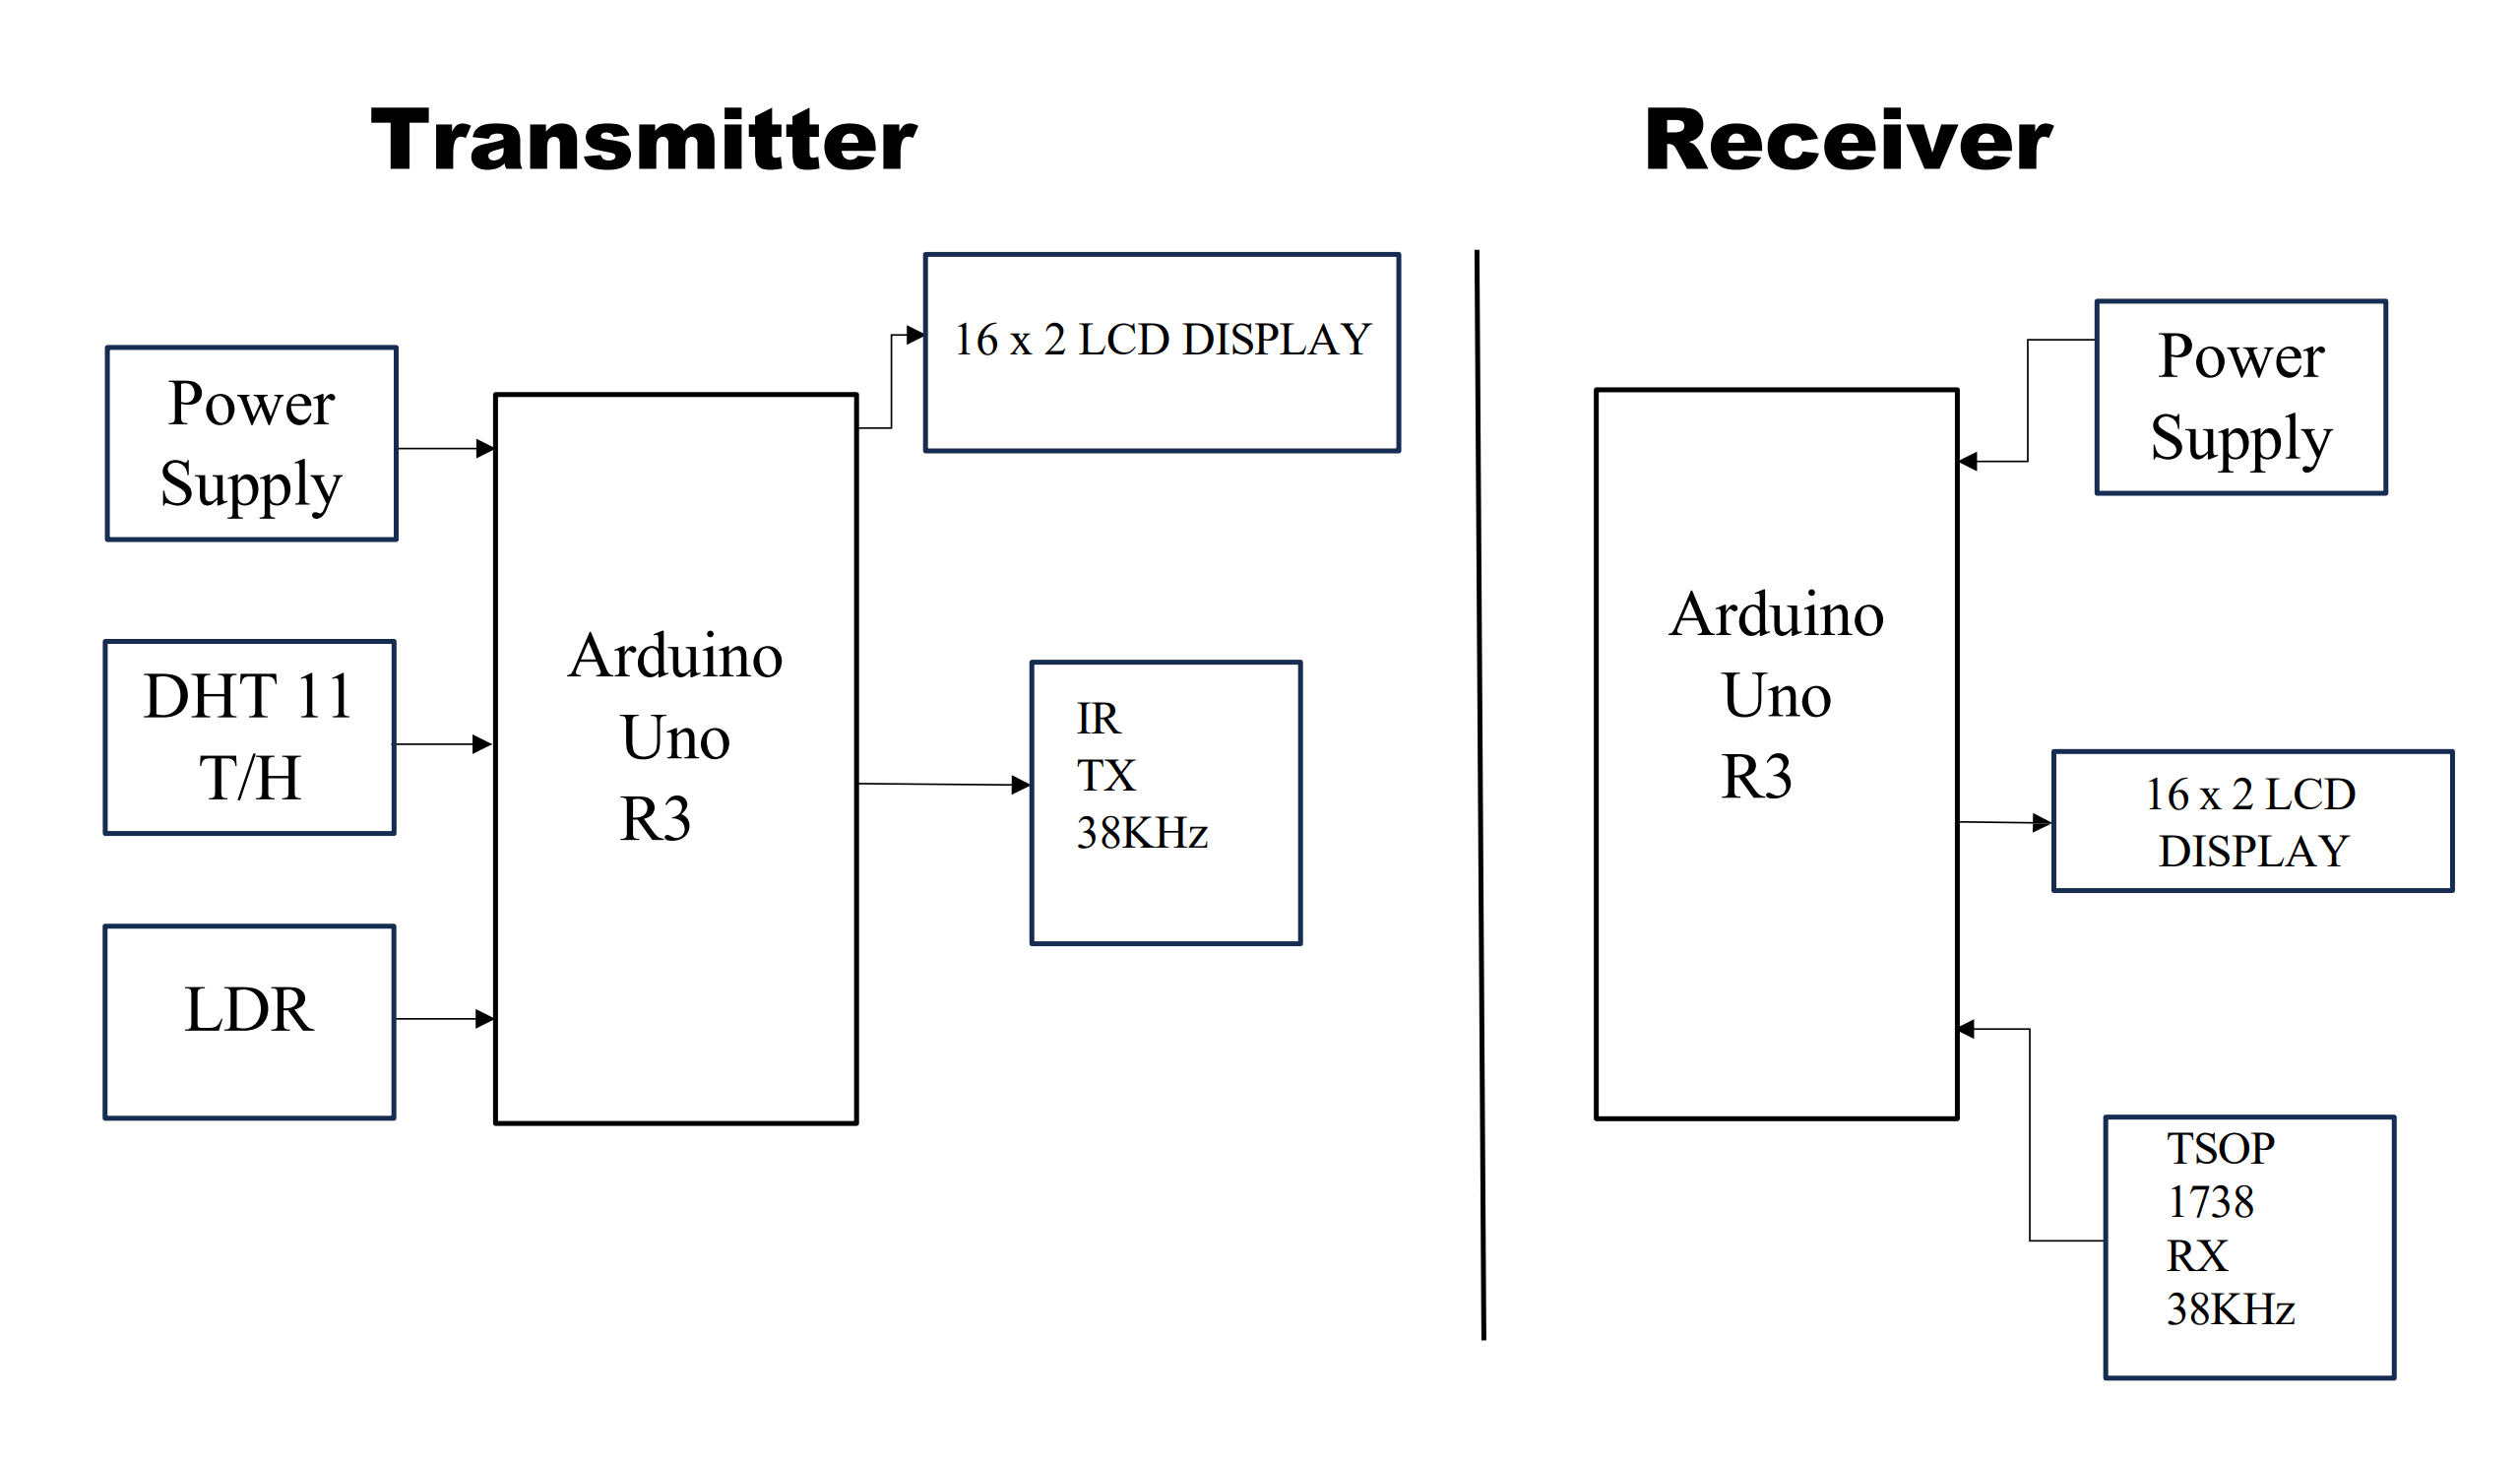 Transmitter
Receiver
Power
Supply
DHT 11
T/H
LDR
Arduino
Uno
R3
16 x 2 LCD DISPLAY
IR
TX
38KHz
Arduino
Uno
R3
Power
Supply
16 x 2 LCD
DISPLAY
TSOP
1738
RX
38KHz